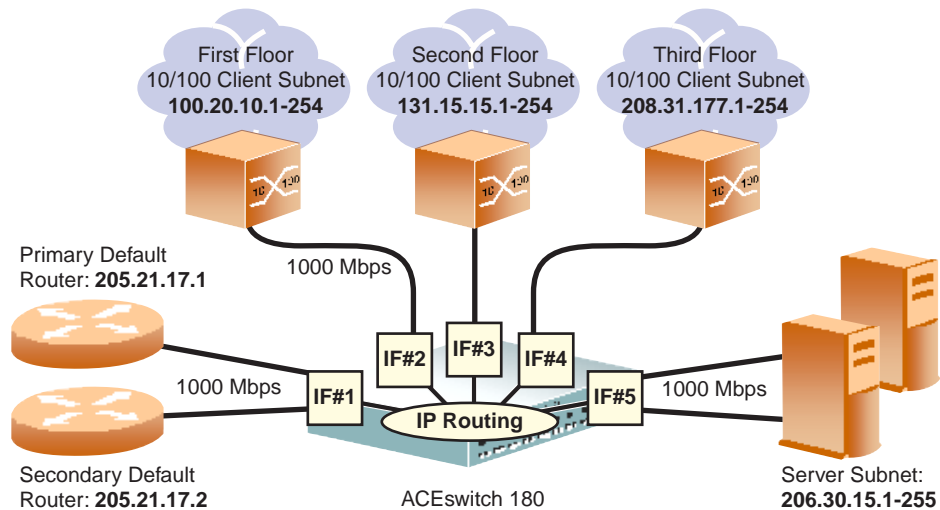 First Floor
10/100 Client Subnet
100.20.10.1-254
Second Floor
10/100 Client Subnet
131.15.15.1-254
Third Floor
10/100 Client Subnet
208.31.177.1-254
10 100
10 100
10 100
Primary Default
Router: 205.21.17.1
1000 Mbps
IF#2
IF#3
IF#4
1000 Mbps
IF#1
IP Routing
IF#5
1000 Mbps
Secondary Default
Router: 205.21.17.2
ACEswitch 180
Server Subnet:
206.30.15.1-255